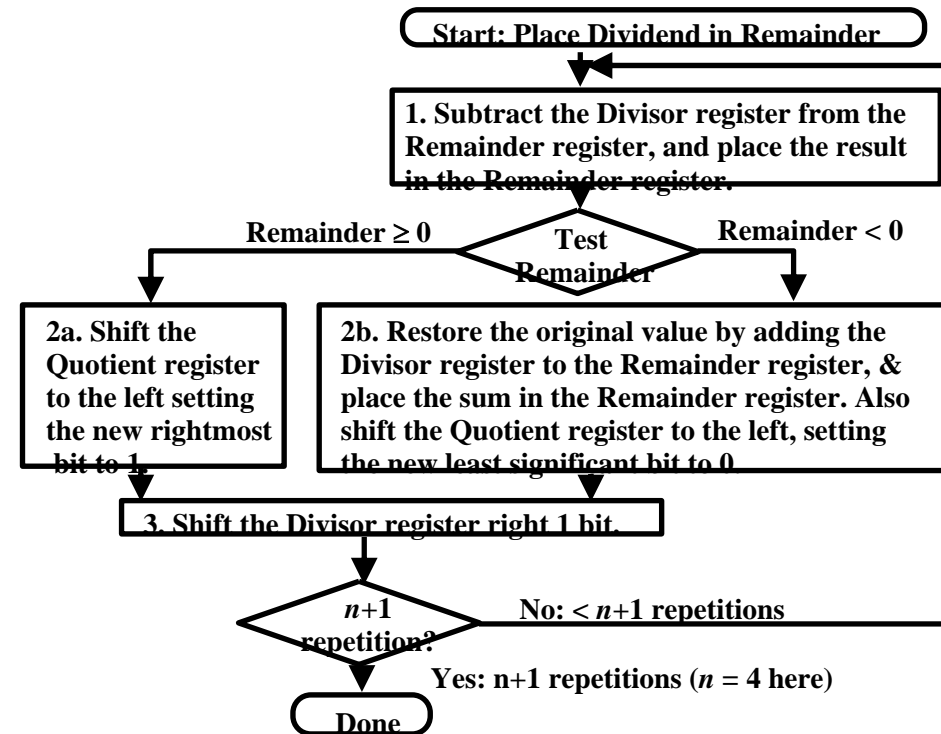 Start: Place Dividend in Remainder
1. Subtract the Divisor register from the
Remainder register, and place the result
in the Remainder register.
Remainder ≥ 0
Test
Remainder
Remainder < 0
2a. Shift the
Quotient register
to the left setting
the new rightmost
bit to 1.
2b. Restore the original value by adding the
Divisor register to the Remainder register, &
place the sum in the Remainder register. Also
shift the Quotient register to the left, setting
the new least significant bit to 0.
3. Shift the Divisor register right 1 bit.
n+1
repetition?
No: < n+1 repetitions
Yes: n+1 repetitions (n = 4 here)
Done